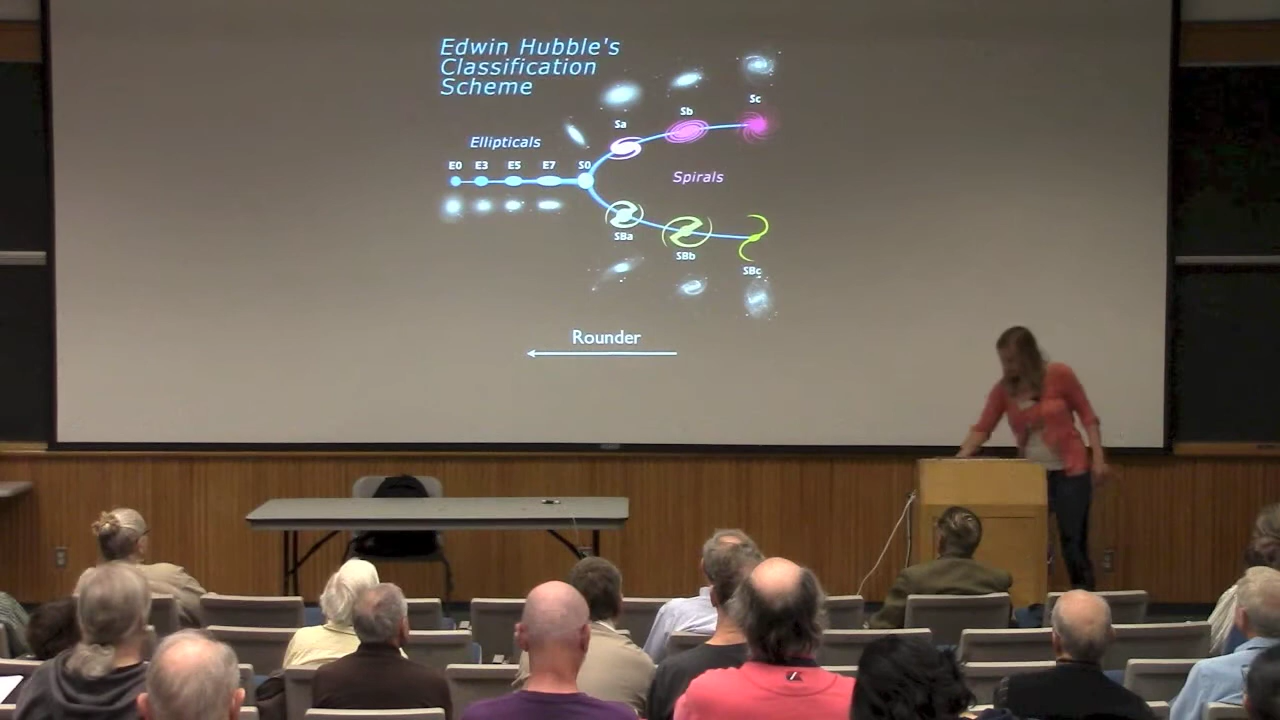 Edwin Hubble's
Classification
Scheme
Sc
Sb
Sa
Ellipticals
E0 E3 E5 E7 S0
Spirals
SBa
SBb
SBc
Rounder